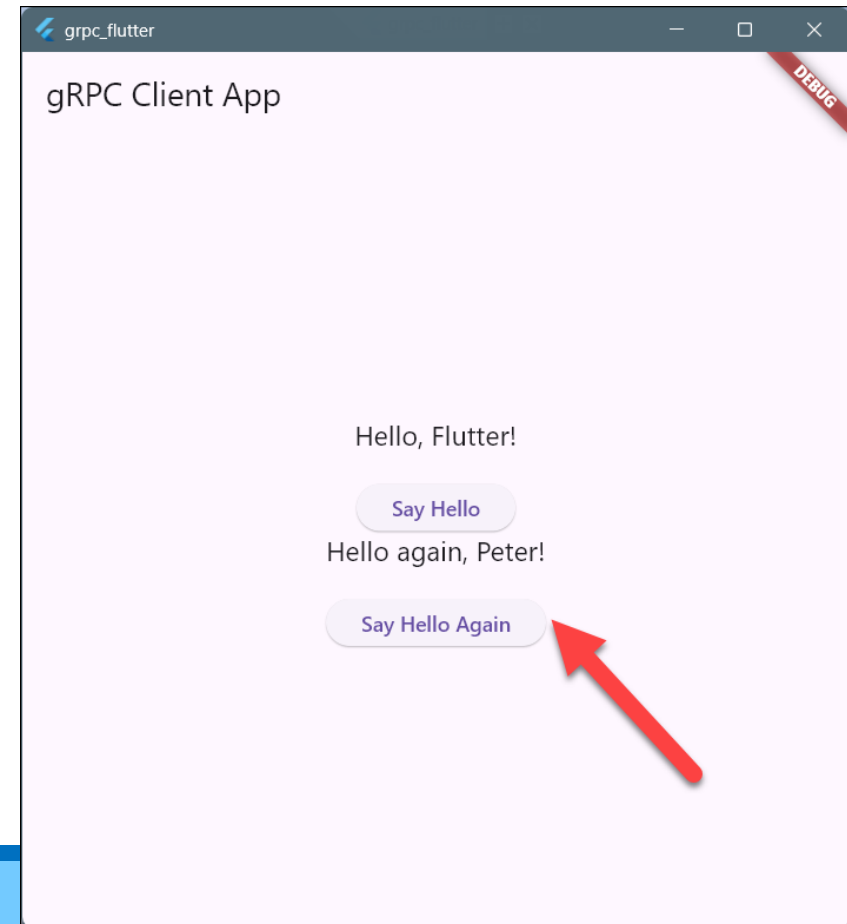 grpc_flutter
DEBUG
gRPC Client App
Hello, Flutter!
Say Hello
Hello again, Peter!
Say Hello Again